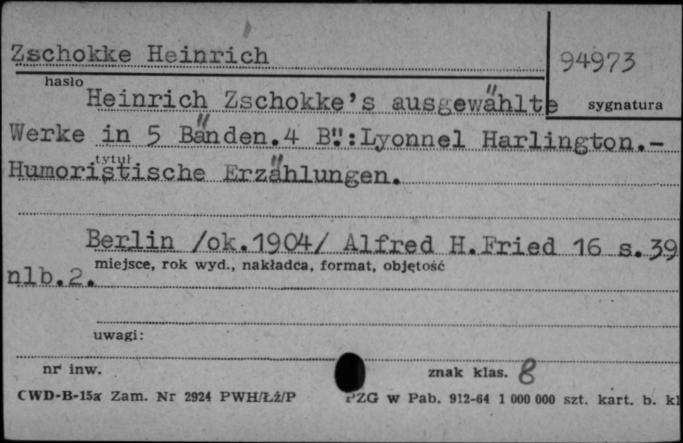 Zschokke Heinrich
94973
hasło
Heinrich Zschokke's ausgewählte
sygnatura
Werke in 5 Bänden.4 B":Lyonnel Harlington.-
tytuł
Humoristische Erzählungen.
Berlin /ok.1904/ Alfred H.Fried 16 s.39
miejsce, rok wyd., nakładca, format, objętość
nlb.2.
uwagi:
nr inw.
znak klas. 8
CWD-B-15a Zam. Nr 2924 PWH/Łż/P
PZG w Pab. 912-64 1 000 000 szt. kart. b. kl